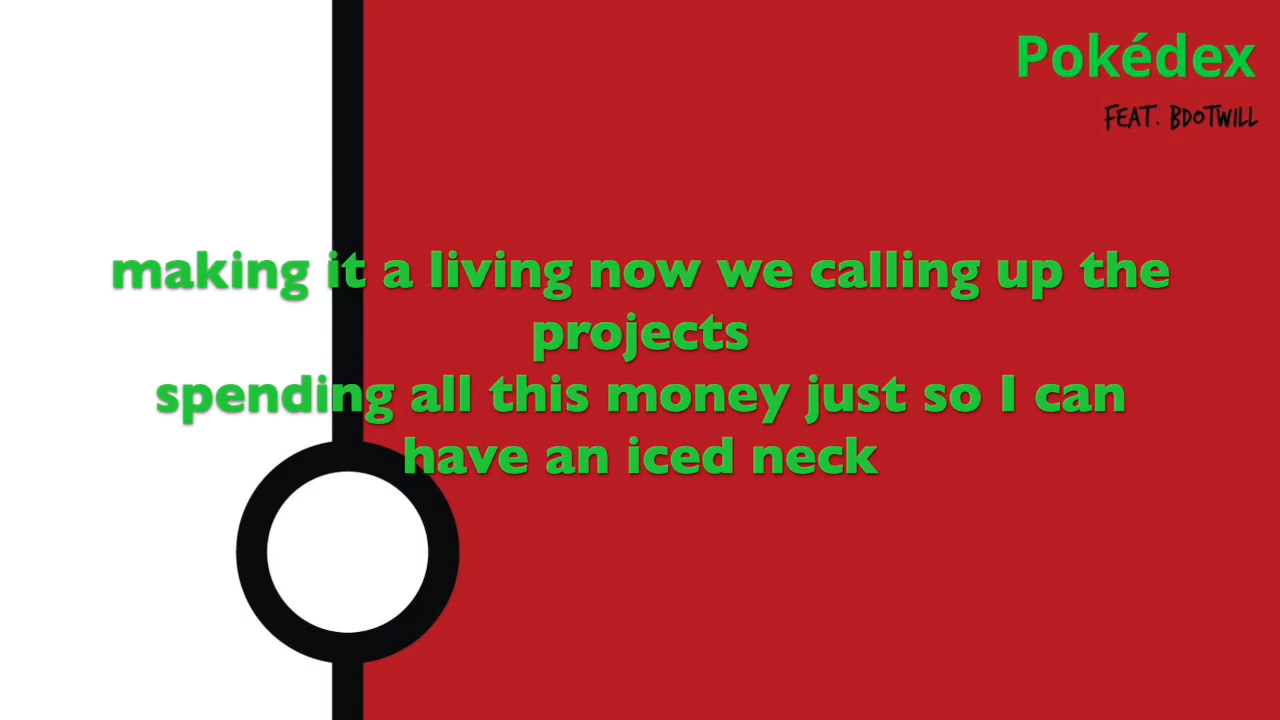 Pokédex
FEAT. BDOTWILL
making it a living now we calling up the
projects
spending all this money just so I can
have an iced neck